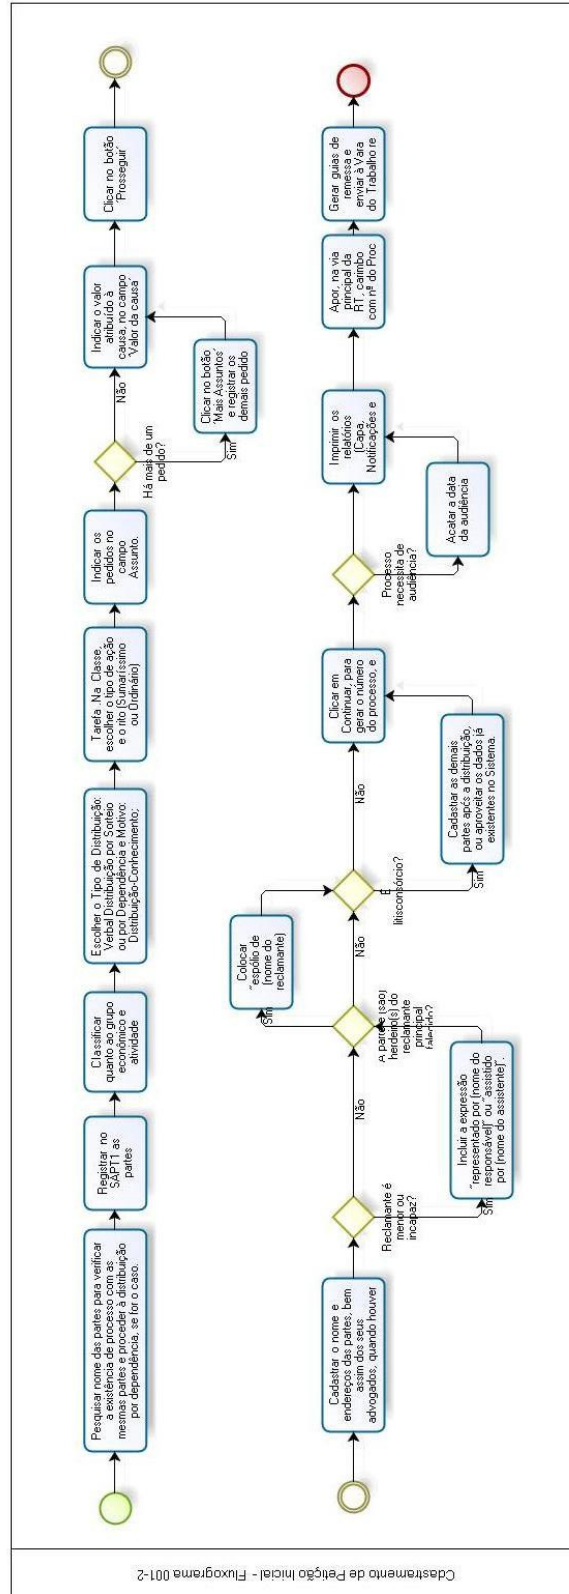 Cdastramento de Petição Inicial - Fluxograma 001-2
Pesquisar nome das partes para verificar
a existência de processo com as
mesmas partes e proceder à distribuição
por dependência, se for o caso.
Registrar no
SAPT1 as
partes
Classificar
quanto ao grupo
econômico e
atividade
Escolher o Tipo de Distribuição:
Verbal Distribuição por Sorteio
ou por Dependência e Motivo:
Distribuição-Conhecimento;
Tareta .Na Classe,
escolher o tipo de ação
e o rito (Sumaríssimo
ou Ordinário)
Indicar os
pedidos no
campo
Assunto.
Há mais de um
pedido?
Não
Sim
Clicar no botão
'Mais Assuntos'
e registrar os
demais pedido
Indicar o valor
atribuído à
causa, no campo
'Valor da causa'
Clicar no botão
'Prosseguir'
Cadastrar o nome e
endereços das partes, bem
assim dos seus
advogados, quando houver
Reclamante é
menor ou
incapaz?
Não
Sim
Incluir a expressão
"representado por (nome do
responsável)" ou "assistido
por (nome do assistente)".
A parte é (são)
herdeiro(s) do
reclamante
principal
falecido?
Não
Sim
Colocar
"espólio de
(nome do
reclamante)
É
litisconsórcio?
Não
Sim
Cadastrar as demais
partes após a distribuição,
ou aproveitar os dados já
existentes no Sistema.
Clicar em
Continuar, para
gerar o número
do processo, e
Processo
necessita de
audiência?
Acatar a data
da audiência
Imprimir os
relatórios
(Capa,
Notificações e
Apor, na via
principal da
RT, carimbo
com nº do Proc
Gerar guias de
remessa e
enviar à Vara
do Trabalho re